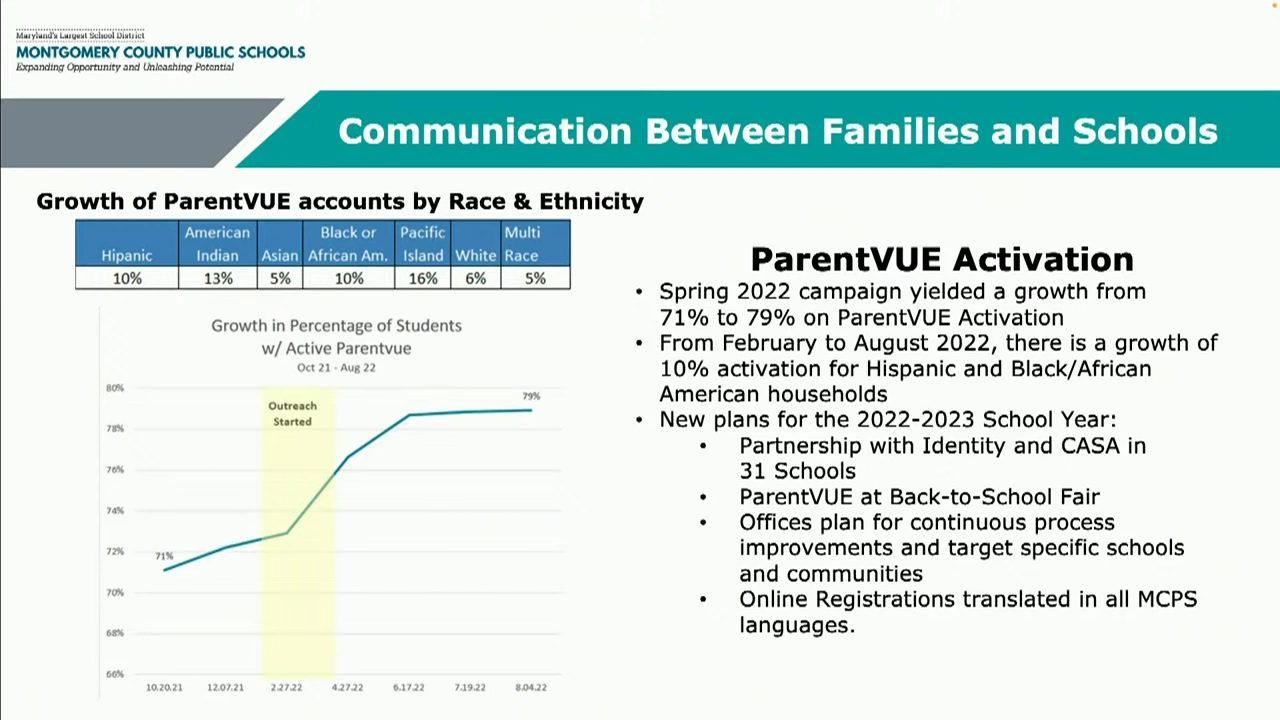 Maryland's Largest School District
MONTGOMERY COUNTY PUBLIC SCHOOLS
Expanding Opportunity and Unleashing Potential
Communication Between Families and Schools
Growth of ParentVUE accounts by Race & Ethnicity
Hipanic American Indian Asian Black or African Am. Pacific Island White Multi Race
10% 13% 5% 10% 16% 6% 5%
Growth in Percentage of Students
w/ Active Parentvue
Oct 21 - Aug 22
80%
78%
76%
74%
72%
70%
68%
66%
Outreach
Started
71%
79%
10.20.21 12.07.21 2.27.22 4.27.22 6.17.22 7.19.22 8.04.22
ParentVUE Activation
• Spring 2022 campaign yielded a growth from
71% to 79% on ParentVUE Activation
• From February to August 2022, there is a growth of
10% activation for Hispanic and Black/African
American households
• New plans for the 2022-2023 School Year:
• Partnership with Identity and CASA in
31 Schools
• ParentVUE at Back-to-School Fair
• Offices plan for continuous process
improvements and target specific schools
and communities
• Online Registrations translated in all MCPS
languages.